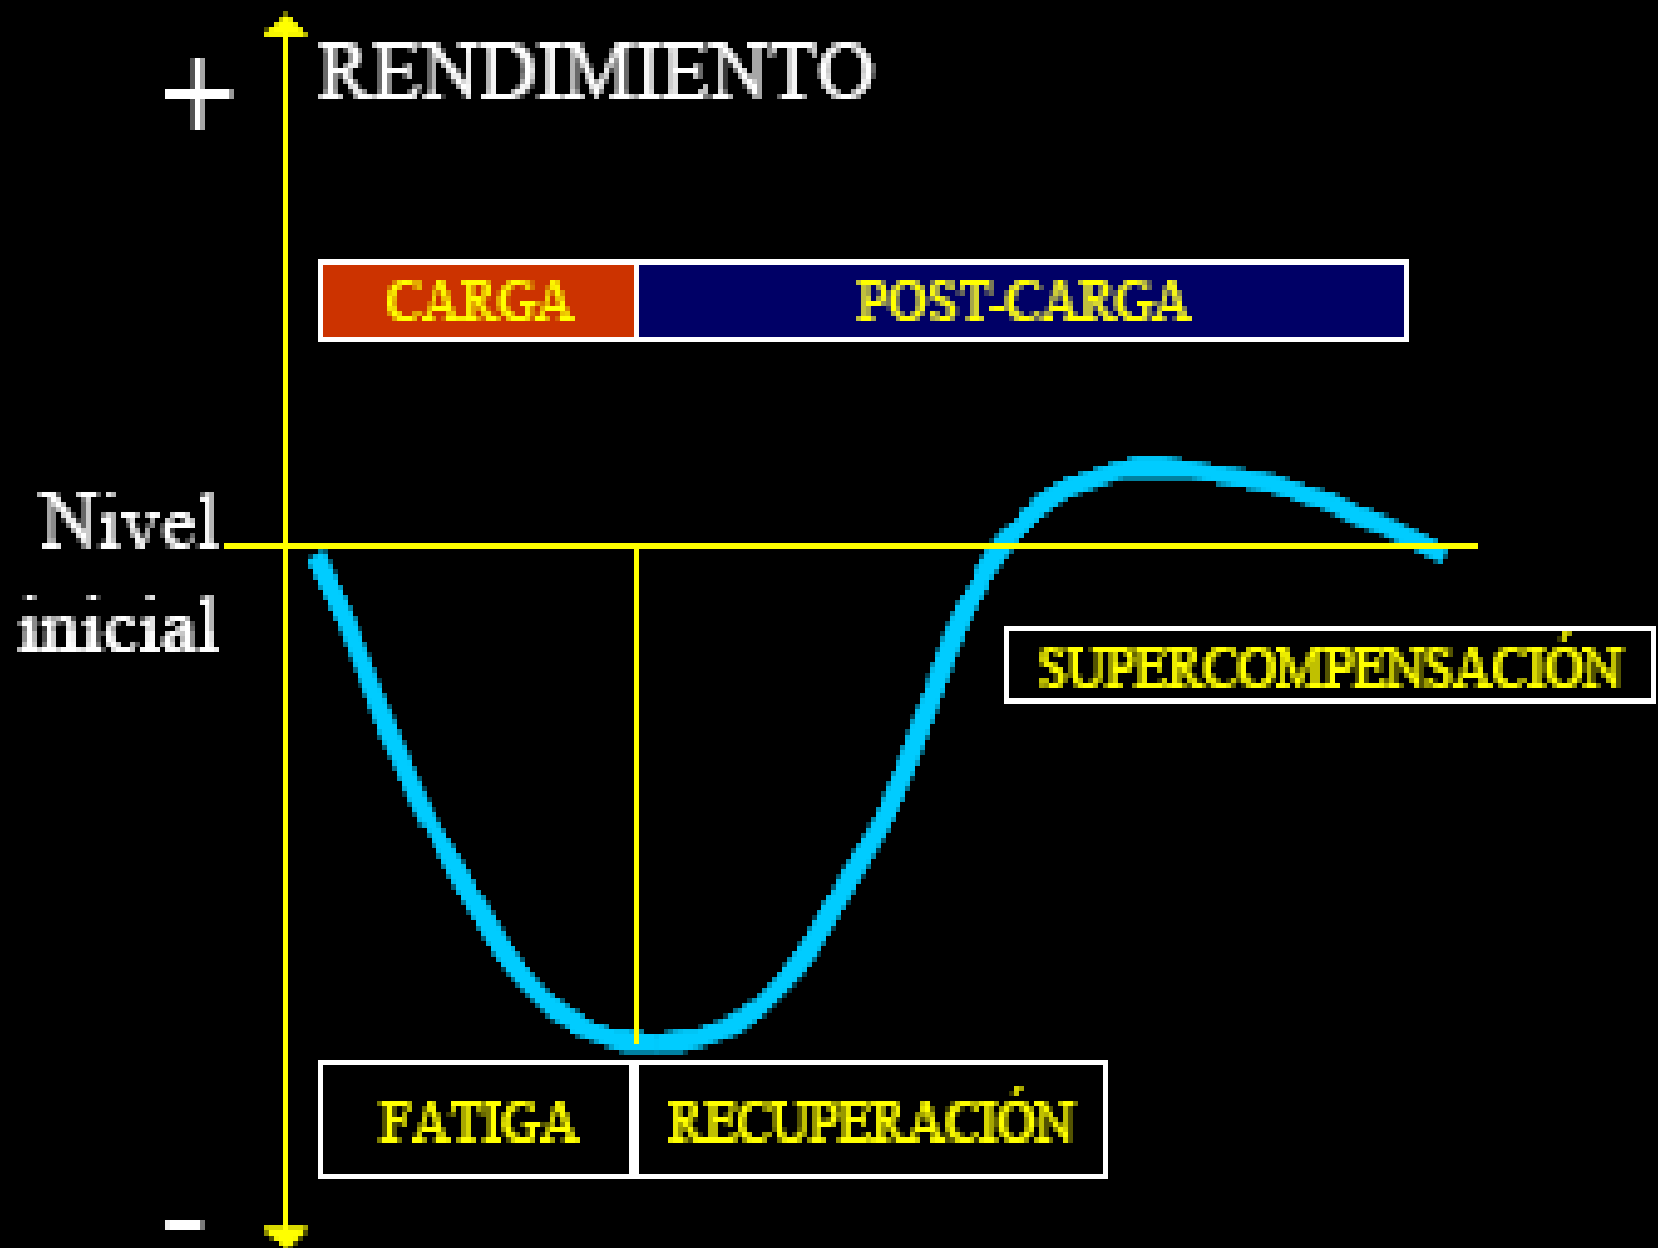 +
RENDIMIENTO
CARGA
POST-CARGA
Nivel
inicial
SUPERCOMPENSACIÓN
FATIGA
RECUPERACIÓN
-